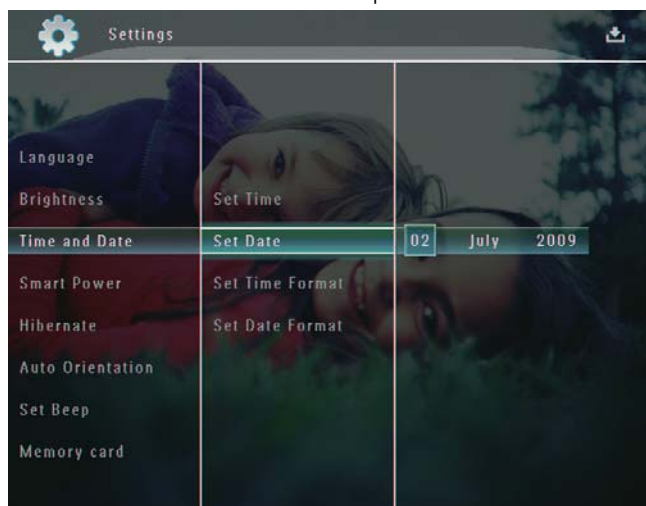 Settings
Language
Brightness
Time and Date
Smart Power
Hibernate
Auto Orientation
Set Beep
Memory card
Set Time
Set Date
Set Time Format
Set Date Format
02 July 2009